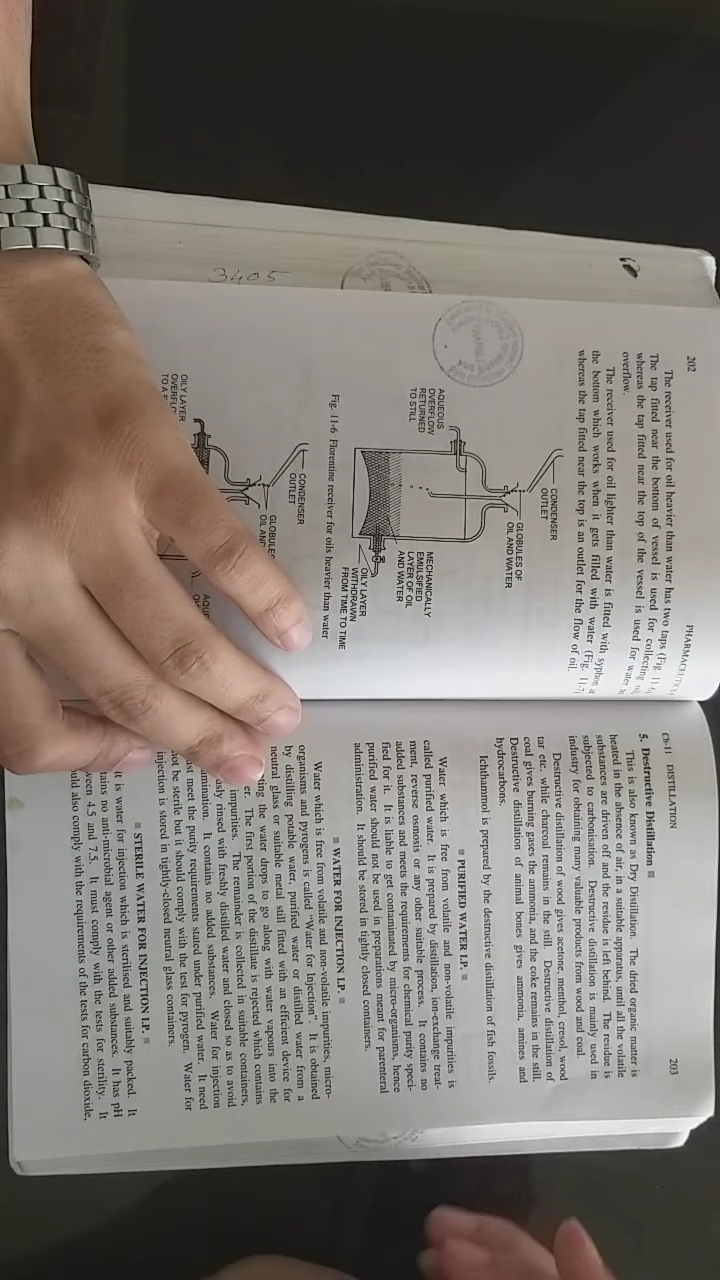 202
PHARMACEUTICA
The receiver used for oil heavier than water has two taps (Fig. 11-6)
The tap fitted near the bottom of vessel is used for collecting oil
whereas the tap fitted near the top of the vessel is used for water
overflow.
The receiver used for oil lighter than water is fitted with syphon
the bottom which works when it gets filled with water (Fig. 11-7)
whereas the tap fitted near the top is an outlet for the flow of oil.
CONDENSER
OUTLET
GLOBULES OF
OIL AND WATER
AQUEOUS
OVERFLOW
RETURNED
TO STILL
MECHANICALLY
EMULSIFIED
LAYER OF OIL
AND WATER
OILY LAYER
WITHDRAWN
FROM TIME TO TIME
Fig. 11-6 Florentine receiver for oils heavier than water
CONDENSER
OUTLET
GLOBULES
OIL AND
OILY LAYER
3405
Ch-11 DISTILLATION
203
5. Destructive Distillation
This is also known as Dry Distillation. The dried organic matter is
heated in the absence of air, in a suitable apparatus, until all the volatile
substances are driven off and the residue is left behind. The residue is
subjected to carbonisation. Destructive distillation is mainly used in
industry for obtaining many valuable products from wood and coal.
Destructive distillation of wood gives acetone, menthol, cresol, wood
tar etc. while charcoal remains in the still. Destructive distillation of
coal gives burning gases the ammonia, and the coke remains in the still.
Destructive distillation of animal bones gives ammonia, amines and
hydrocarbons.
Ichthammol is prepared by the destructive distillation of fish fossils.
PURIFIED WATER I.P.
Water which is free from volatile and non-volatile impurities is
called purified water. It is prepared by distillation, ion-exchange treat-
ment, reverse osmosis or any other suitable process. It contains no
added substances and meets the requirements for chemical purity speci-
fied for it. It is liable to get contaminated by micro-organisms, hence
purified water should not be used in preparations meant for parenteral
administration. It should be stored in tightly closed containers.
WATER FOR INJECTION I.P.
Water which is free from volatile and non-volatile impurities, micro-
organisms and pyrogens is called "Water for Injection". It is obtained
by distilling potable water, purified water or distilled water from a
neutral glass or suitable metal still fitted with an efficient device for
ting the water drops to go along with water vapours into the
er. The first portion of the distillate is rejected which contains
impurities. The remainder is collected in suitable containers,
usly rinsed with freshly distilled water and closed so as to avoid
amination. It contains no added substances. Water for injection
ust meet the purity requirements stated under purified water. It need
not be sterile but it should comply with the test for pyrogen. Water for
injection is stored in tightly-closed neutral glass containers.
STERILE WATER FOR INJECTION I.P.
It is water for injection which is sterilised and suitably packed. It
tains no anti-microbial agent or other added substances. It has pH
ween 4.5 and 7.5. It must comply with the tests for sterility. It
uld also comply with the requirements of the tests for carbon dioxide,